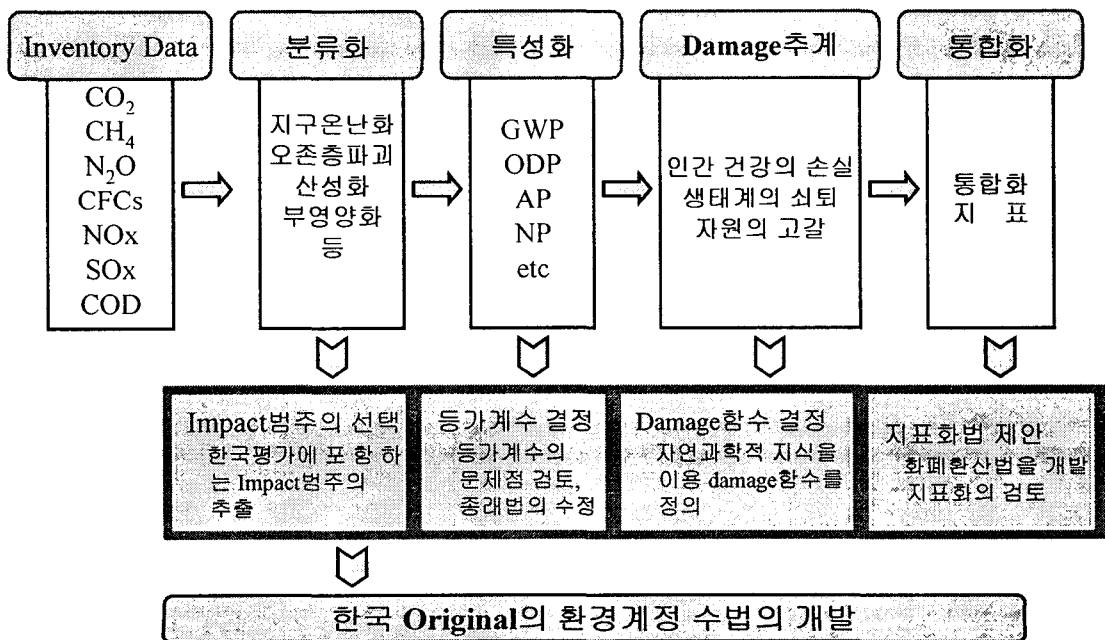 Inventory Data
CO₂
CH₄
N₂O
CFCs
NOx
SOx
COD
분류화
지구온난화
오존층파괴
산성화
부영양화
등
특성화
GWP
ODP
AP
NP
etc
Damage추계
인간 건강의 손실
생태계의 쇠퇴
자원의 고갈
통합화
통합화
지 표
Impact범주의 선택
한국평가에 포 함 하
는 Impact범주의
추출
등가계수 결정
등가계수의
문제점 검토,
종래법의 수정
Damage함수 결정
자연과학적 지식을
이용 damage함수를
정의
지표화법 제안
화폐환산법을 개발
지표화의 검토
한국 Original의 환경계정 수법의 개발